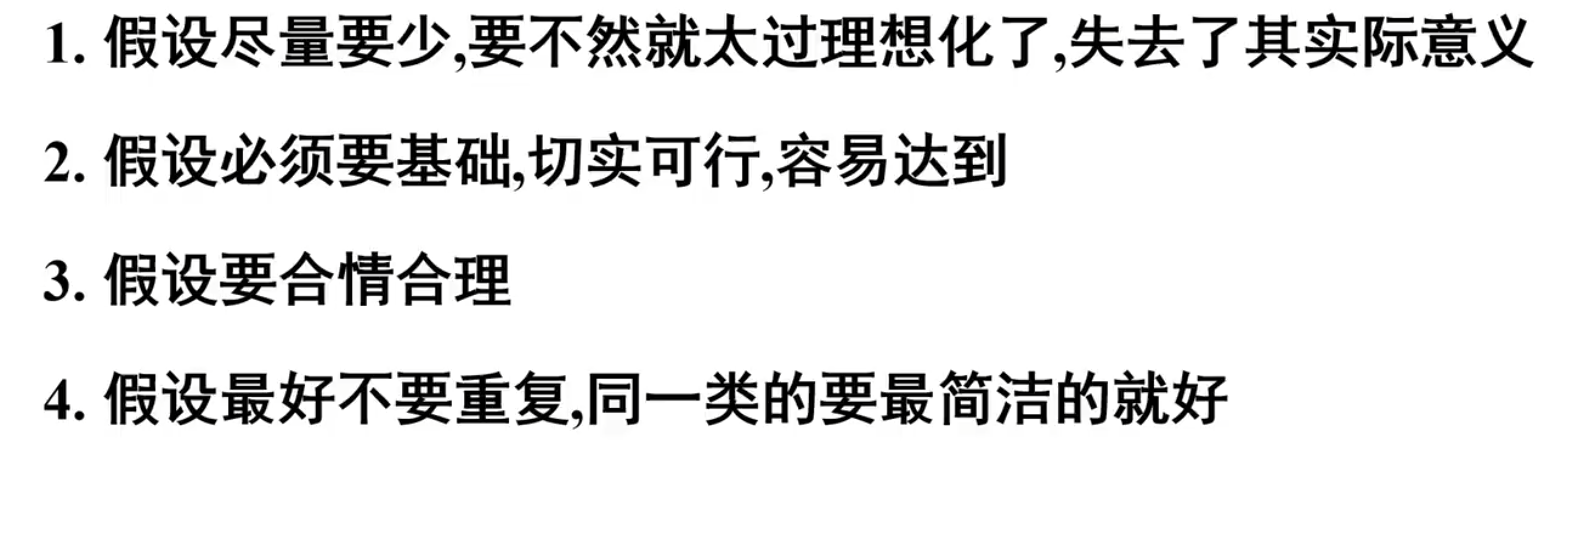 1. 假设尽量要少,要不然就太过理想化了,失去了其实际意义
2. 假设必须要基础,切实可行,容易达到
3. 假设要合情合理
4. 假设最好不要重复,同一类的要最简洁的就好